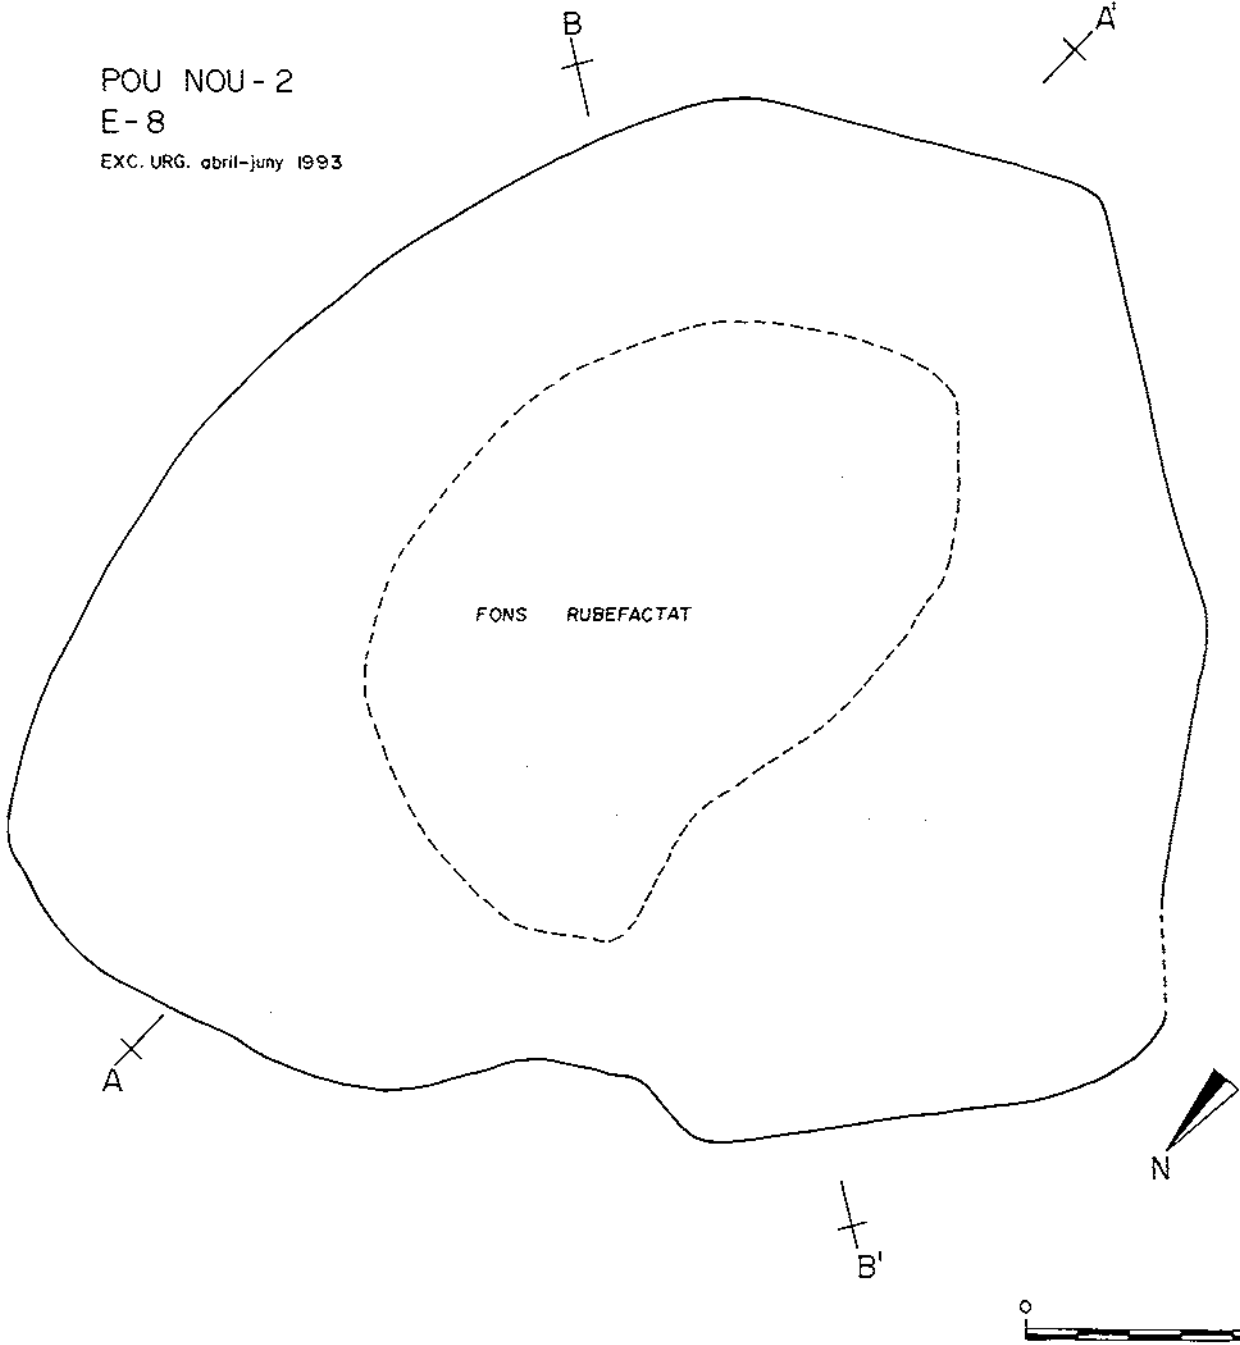 B
A'
POU NOU-2
E-8
EXC. URG. abril-juny 1993
FONS RUBEFACTAT
A
N
B'
0